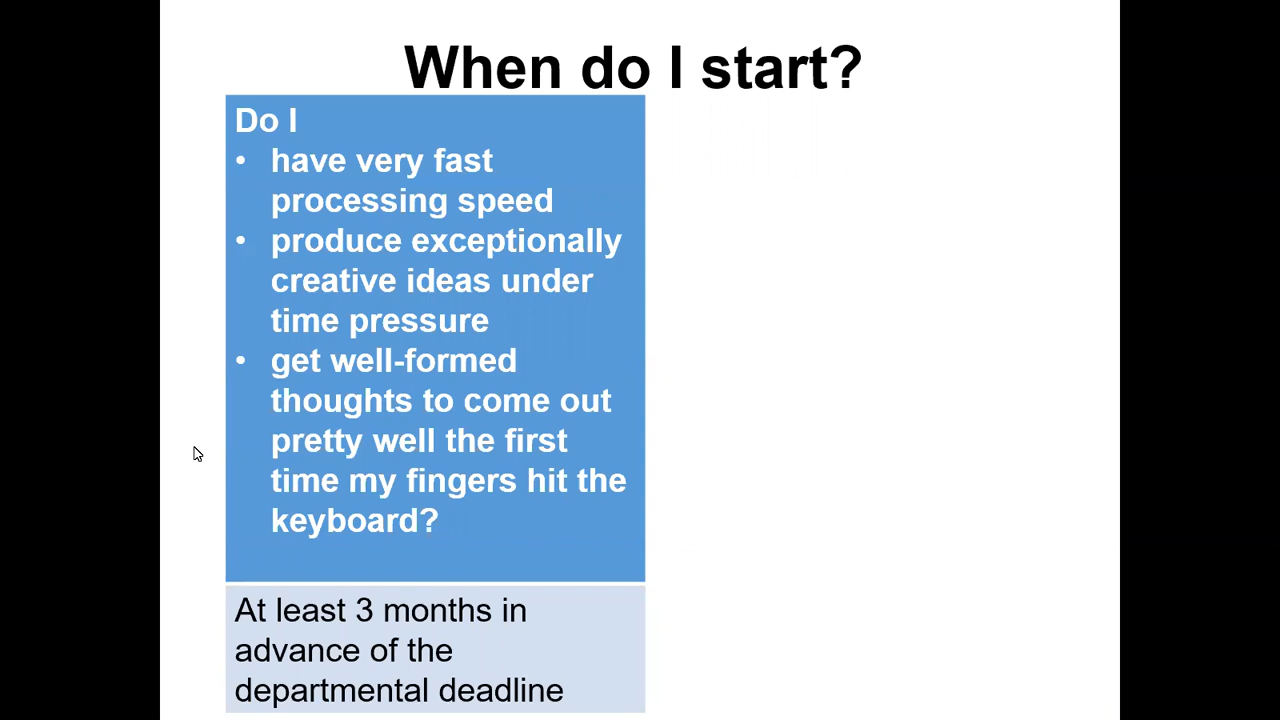 When do I start?
Do I
• have very fast
processing speed
• produce exceptionally
creative ideas under
time pressure
• get well-formed
thoughts to come out
pretty well the first
time my fingers hit the
keyboard?
At least 3 months in
advance of the
departmental deadline